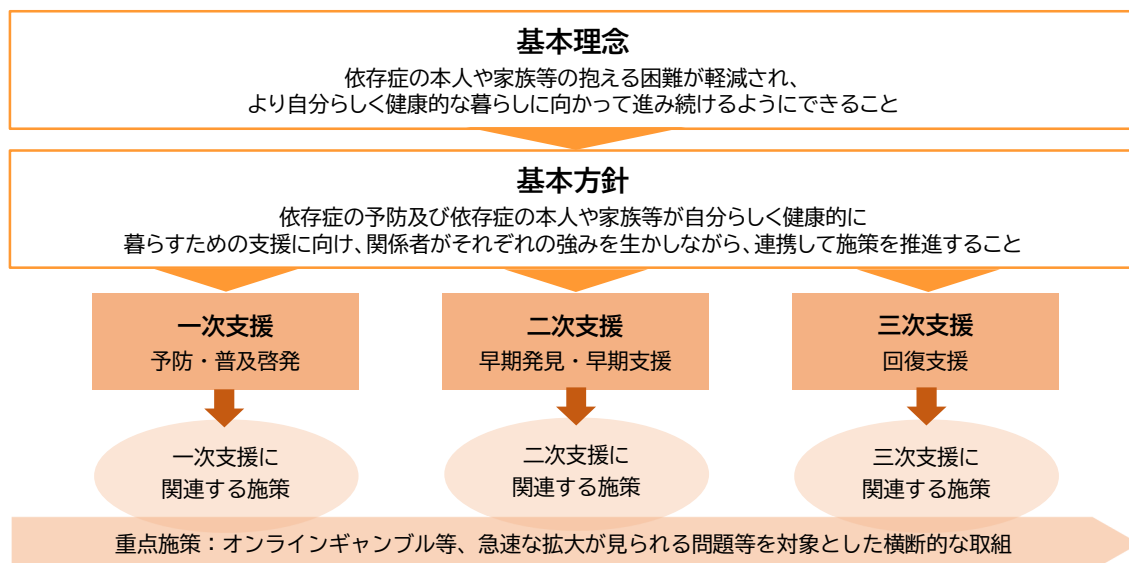 基本理念
依存症の本人や家族等の抱える困難が軽減され、
より自分らしく健康的な暮らしに向かって進み続けるようにできること
基本方針
依存症の予防及び依存症の本人や家族等が自分らしく健康的に
暮らすための支援に向け、関係者がそれぞれの強みを生かしながら、連携して施策を推進すること
一次支援
予防・普及啓発
二次支援
早期発見・早期支援
三次支援
回復支援
一次支援に
関連する施策
二次支援に
関連する施策
三次支援に
関連する施策
重点施策：オンラインギャンブル等、急速な拡大が見られる問題等を対象とした横断的な取組